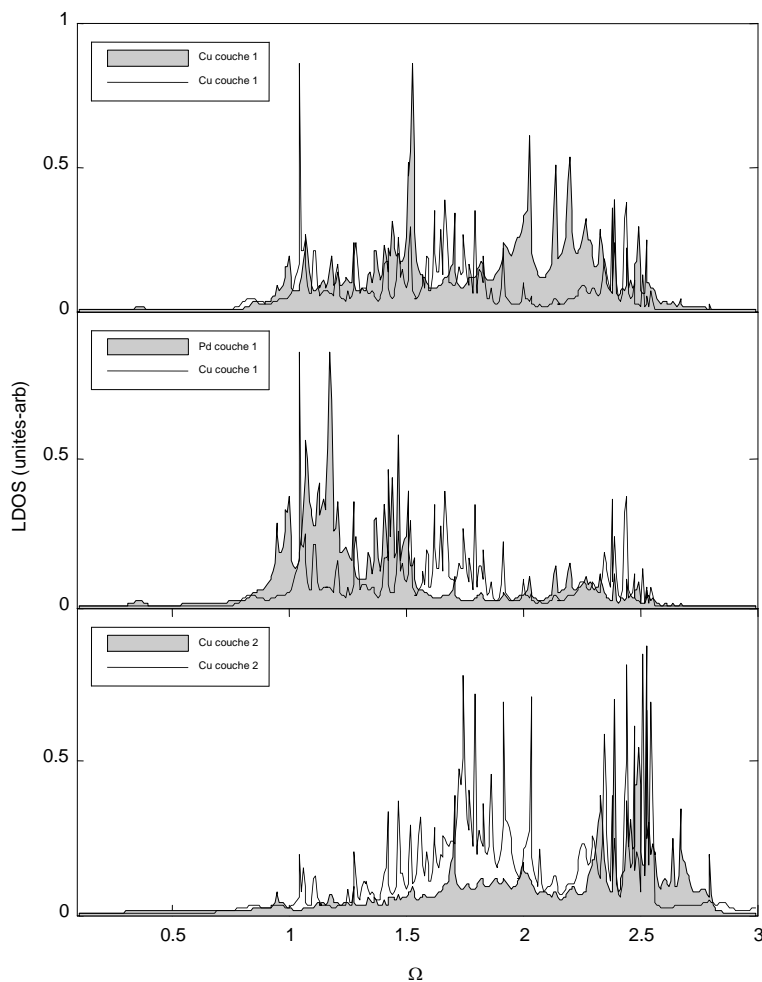 1
Cu couche 1
Cu couche 1
0.5
0
Pd couche 1
Cu couche 1
0.5
LDOS (unités-arb)
0
Cu couche 2
Cu couche 2
0.5
0
0.5 1 1.5 2 2.5 3
Ω